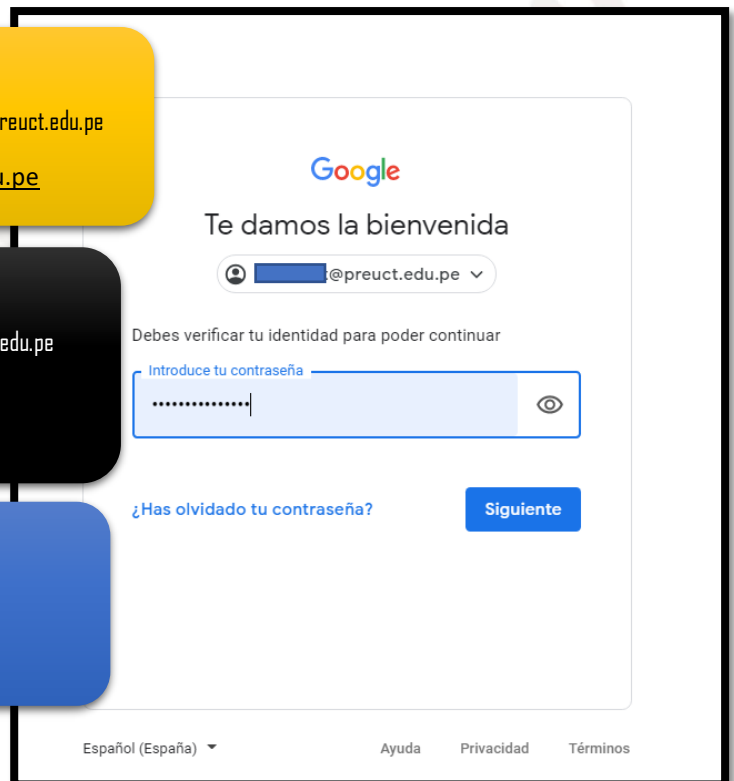 reuct.edu.pe
u.pe
edu.pe
Google
Te damos la bienvenida
@preuct.edu.pe
Debes verificar tu identidad para poder continuar
Introduce tu contraseña
•••••••••••••••
¿Has olvidado tu contraseña?
Siguiente
Español (España)
Ayuda
Privacidad
Términos